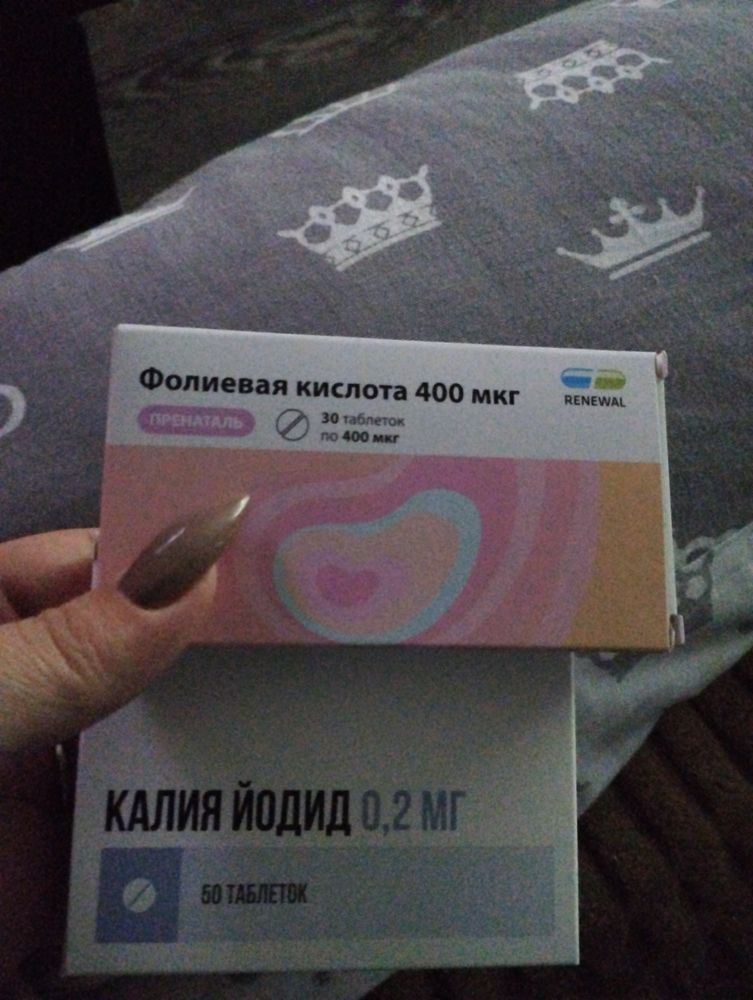 Фолиевая кислота 400 мкг
RENEWAL
ПРЕНАТАЛЬ
30 таблеток
по 400 мкг
КАЛИЯ ЙОДИД 0,2 МГ
50 ТАБЛЕТОК